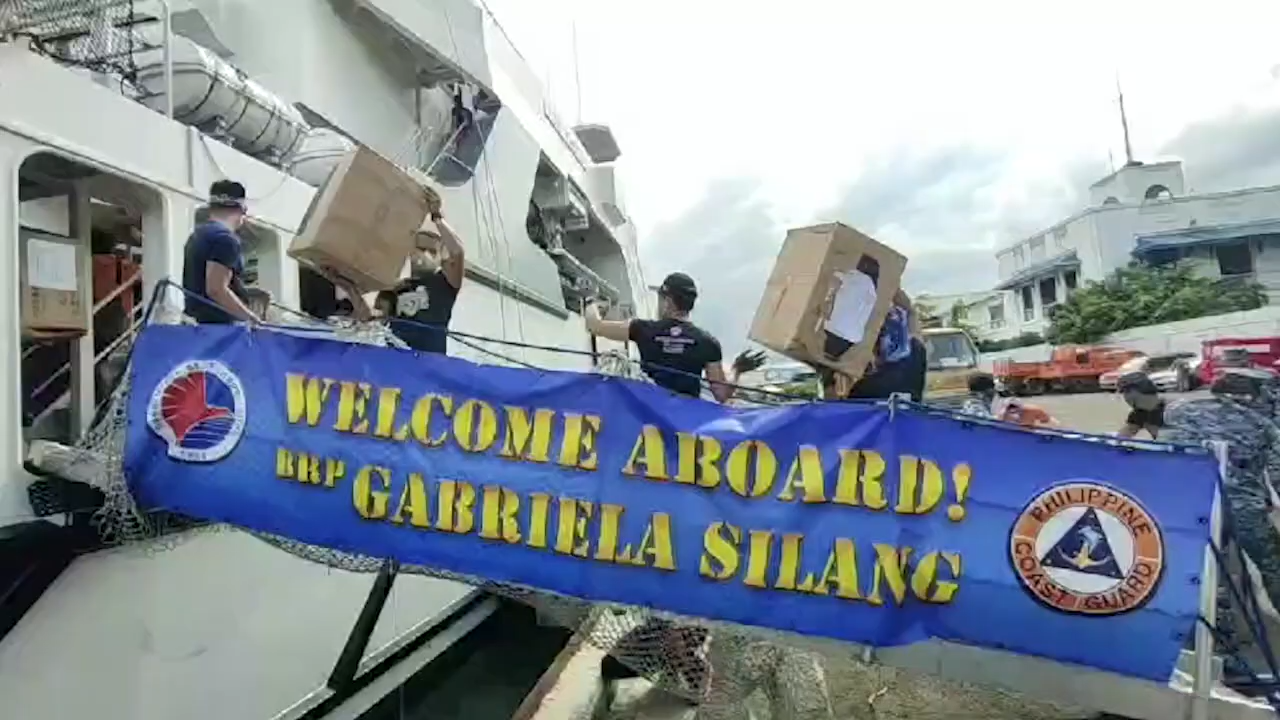 WELCOME ABOARD!
BRP GABRIELA SILANG
PHILIPPINE
COAST GUARD